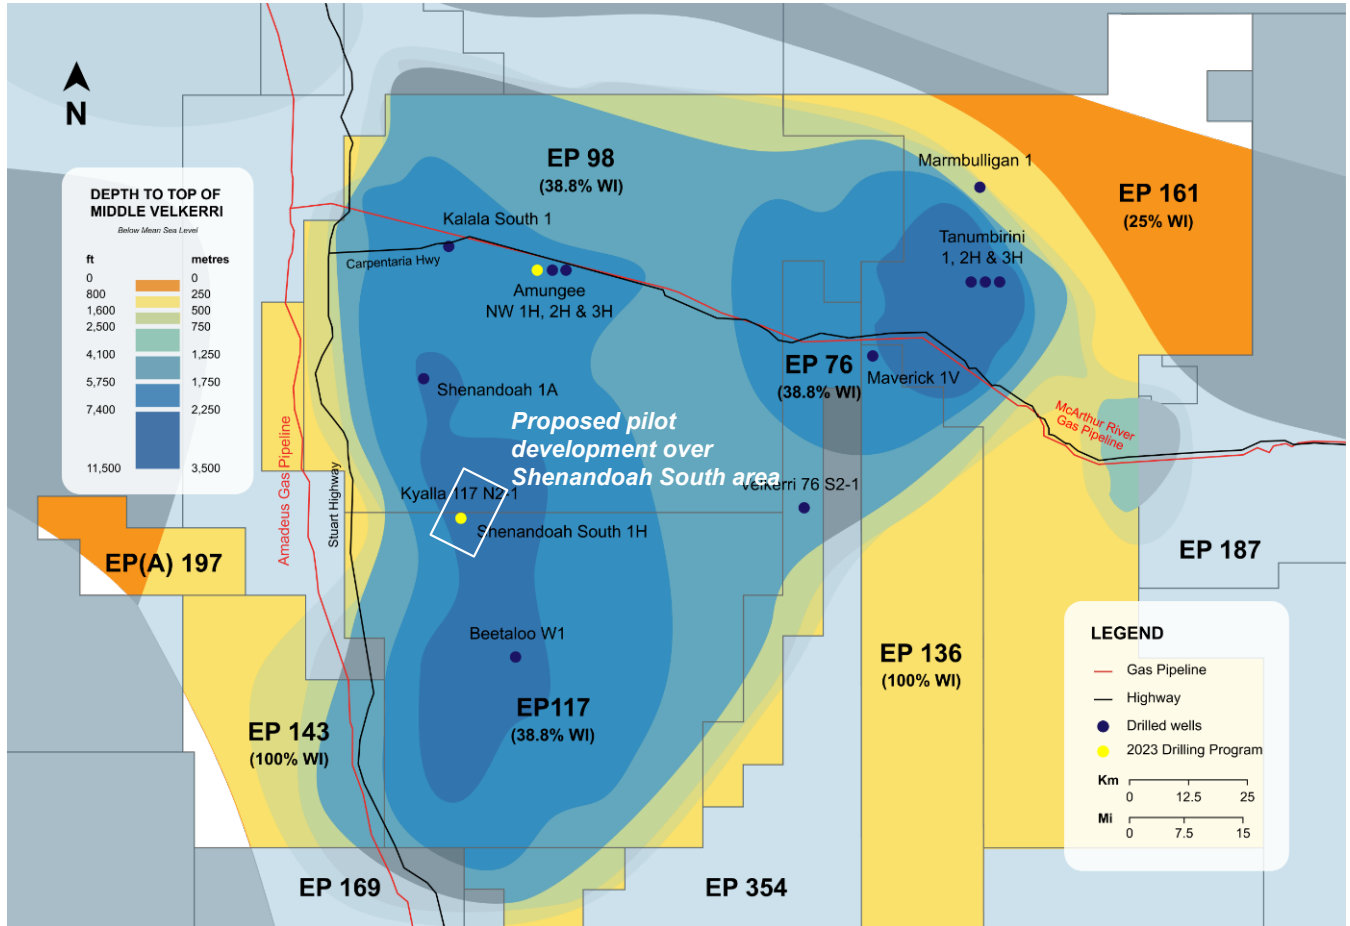 N
DEPTH TO TOP OF
MIDDLE VELKERRI
Below Mean Sea Level
ft metres
0 0
800 250
1,600 500
2,500 750
4,100 1,250
5,750 1,750
7,400 2,250
11,500 3,500
EP 98
(38.8% WI)
Marmbulligan 1
EP 161
(25% WI)
Kalala South 1
Tanumbirini
1, 2H & 3H
Carpentaria Hwy
Amungee
NW 1H, 2H & 3H
EP 76
(38.8% WI)
Maverick 1V
Shenandoah 1A
McArthur River
Gas Pipeline
Proposed pilot
development over
Shenandoah South area
Amadeus Gas Pipeline
Stuart Highway
Kyalla 117 N2-1
Velkerri 76 S2-1
Shenandoah South 1H
EP(A) 197
EP 187
Beetaloo W1
EP 136
(100% WI)
EP117
(38.8% WI)
EP 143
(100% WI)
EP 169
EP 354
LEGEND
Gas Pipeline
Highway
Drilled wells
2023 Drilling Program
Km
0 12.5 25
Mi
0 7.5 15